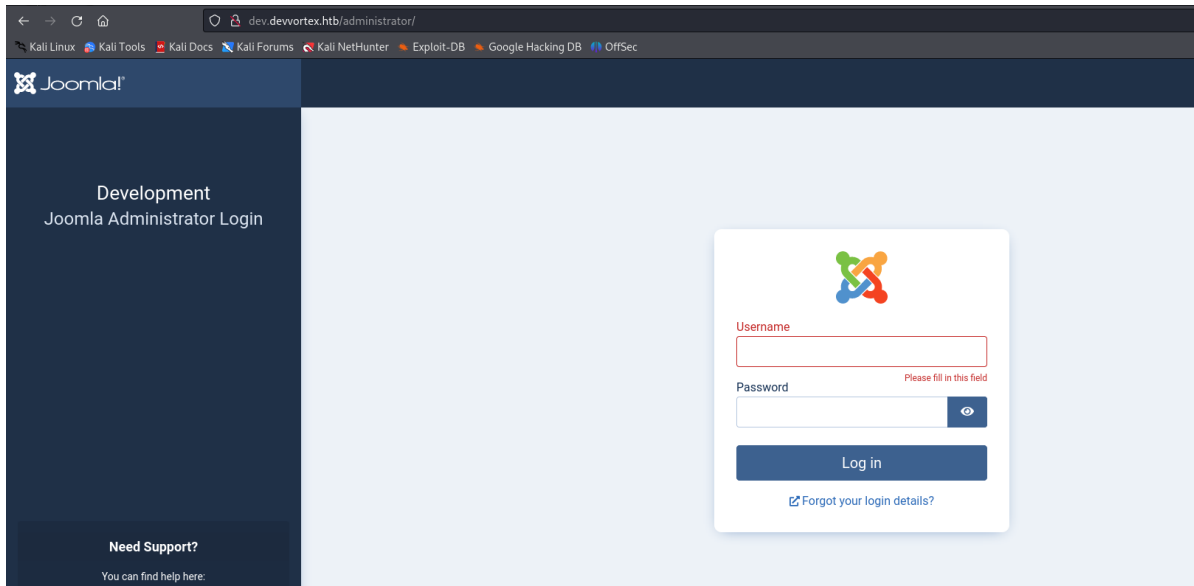 dev.devvortex.htb/administrator/
Kali Linux Kali Tools Kali Docs Kali Forums Kali NetHunter Exploit-DB Google Hacking DB OffSec
Joomla!®
Development
Joomla Administrator Login
Username
Please fill in this field
Password
Log in
Forgot your login details?
Need Support?
You can find help here: